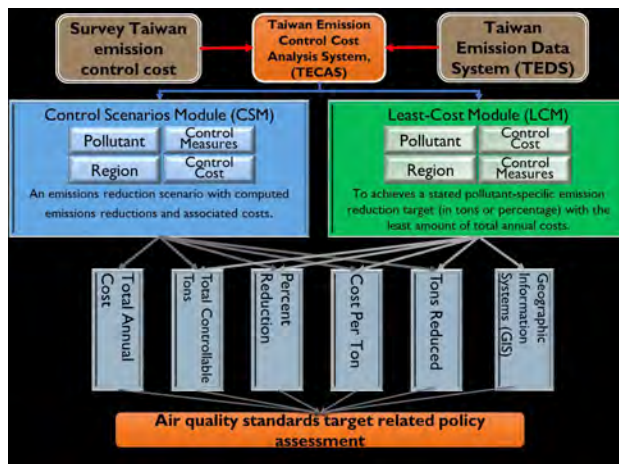 Survey Taiwan
emission
control cost
Taiwan Emission
Control Cost
Analysis System,
(TECAS)
Taiwan
Emission Data
System (TEDS)
Control Scenarios Module (CSM)
Pollutant
Control
Measures
Region
Control
Cost
An emissions reduction scenario with computed
emissions reductions and associated costs.
Least-Cost Module (LCM)
Pollutant
Control
Cost
Region
Control
Measures
To achieves a stated pollutant-specific emission
reduction target (in tons or percentage) with the
least amount of total annual costs.
Total Annual
Cost
Total Controllable
Tons
Percent
Reduction
Cost Per Ton
Tons Reduced
Geographic
Information
Systems (GIS)
Air quality standards target related policy
assessment